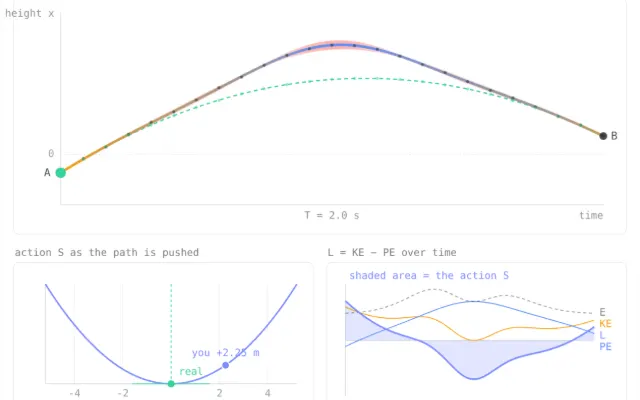 height x
0
A
B
T = 2.0 s
time
action S as the path is pushed
you +2.25 m
real
-4
-2
2
4
L = KE − PE over time
shaded area = the action S
E
KE
L
PE